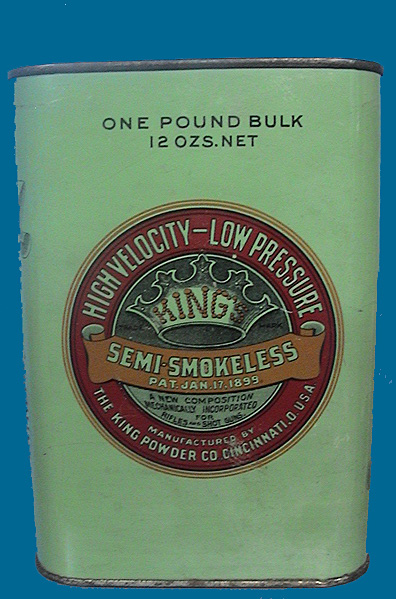 ONE POUND BULK
12 OZS. NET
HIGH VELOCITY—LOW PRESSURE
KING'S
TRADE MARK
SEMI-SMOKELESS
PAT. JAN. 17. 1899
A NEW COMPOSITION
MECHANICALLY INCORPORATED
FOR
RIFLES AND SHOT GUNS
MANUFACTURED BY
THE KING POWDER CO CINCINNATI.O USA